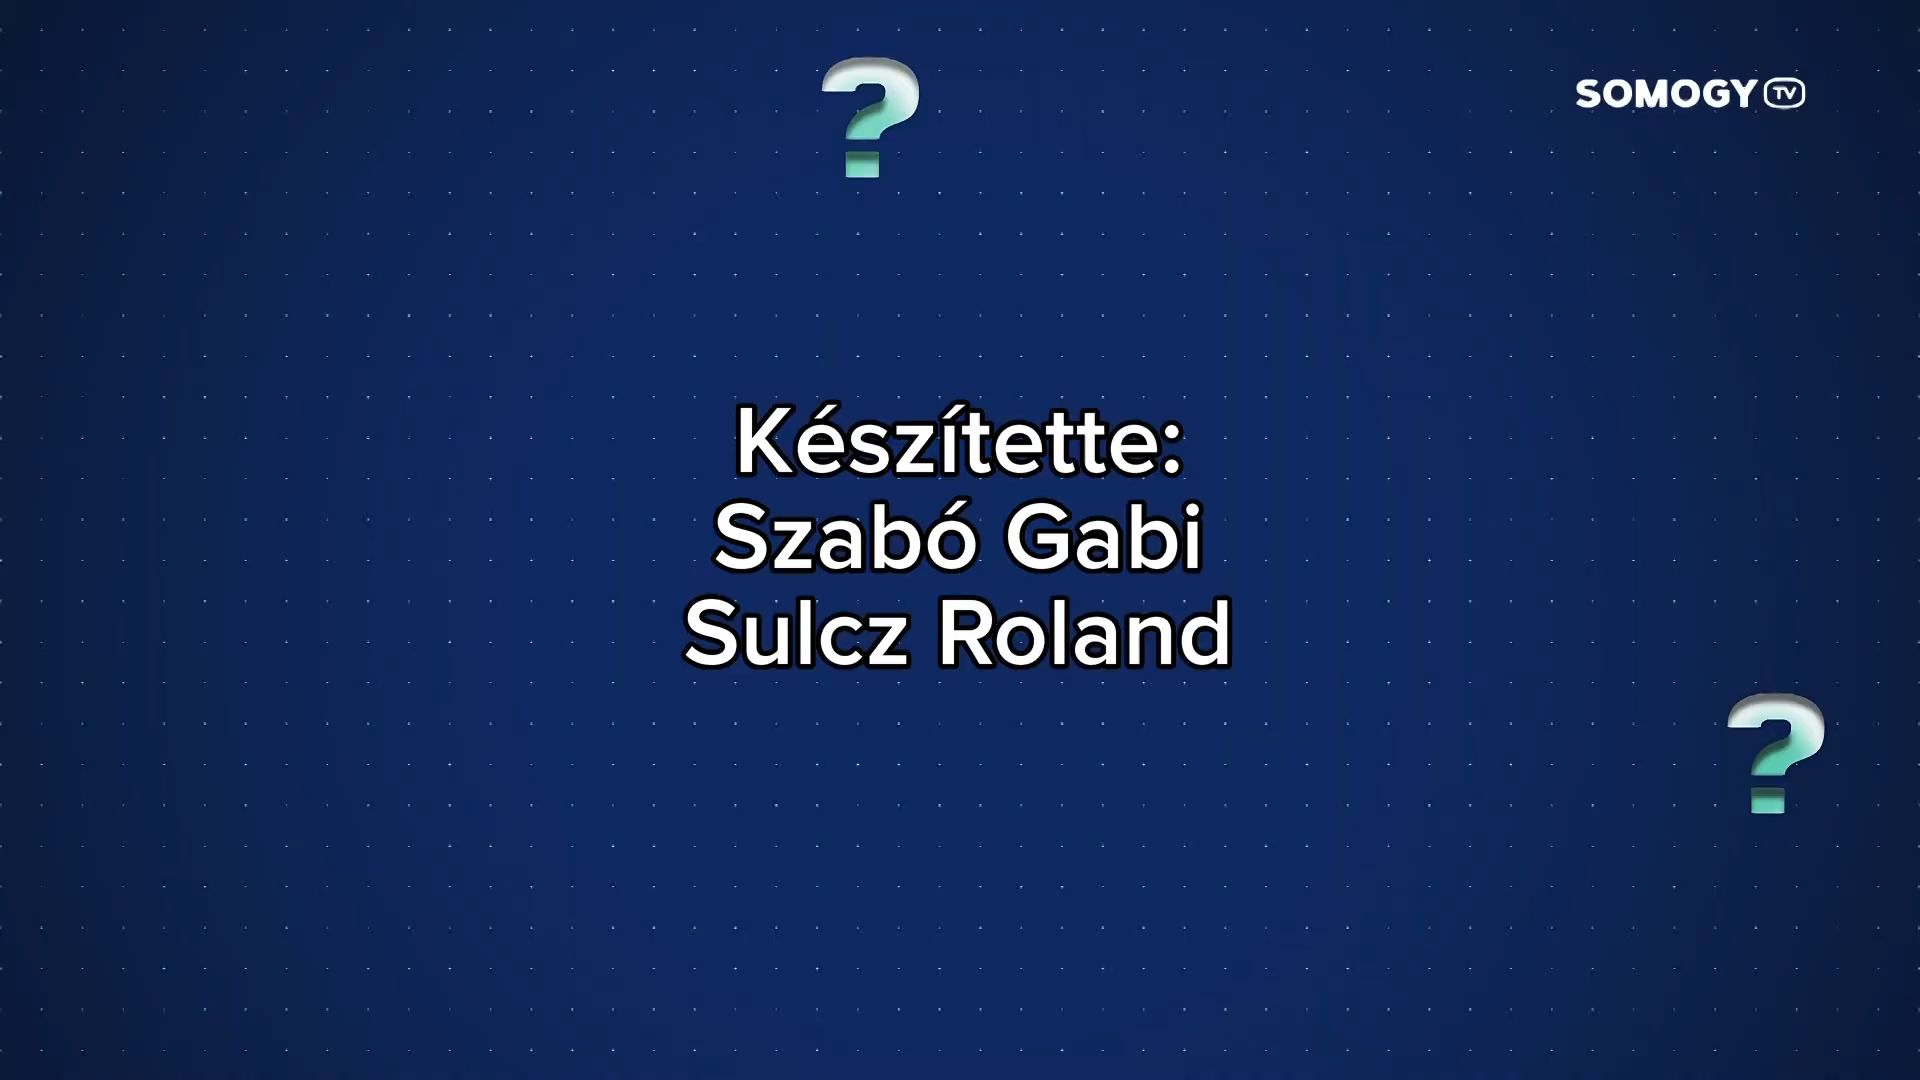 ?
SOMOGY TV
Készítette:
Szabó Gabi
Sulcz Roland
?